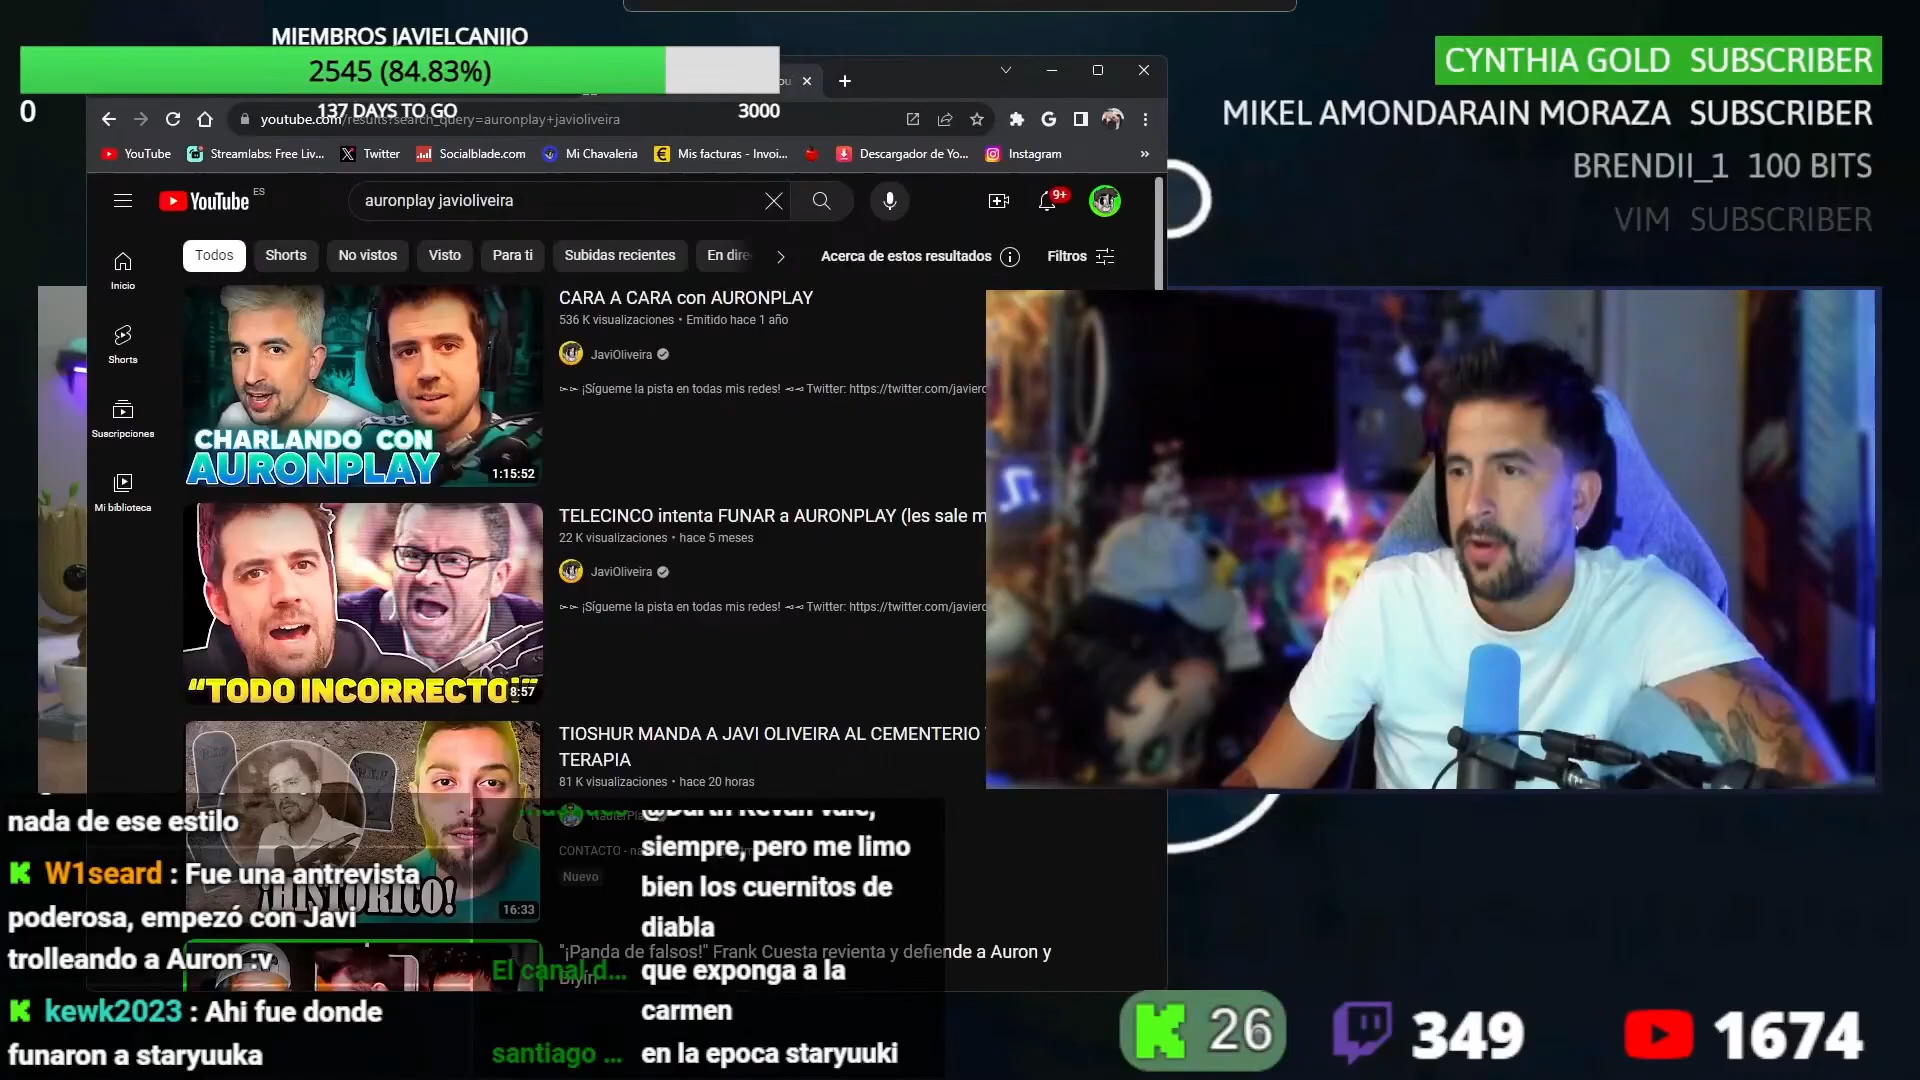 MIEMBROS JAVIELCANIJO
2545 (84.83%)
0
137 DAYS TO GO
3000
CYNTHIA GOLD SUBSCRIBER
MIKEL AMONDARAIN MORAZA SUBSCRIBER
BRENDII_1 100 BITS
VIM SUBSCRIBER
youtube.com/results?search_query=auronplay+javioliveira
YouTube
Streamlabs: Free Liv...
Twitter
Socialblade.com
Mi Chavaleria
Mis facturas - Invoi...
Descargador de Yo...
Instagram
YouTube ES
auronplay javioliveira
9+
Todos
Shorts
No vistos
Visto
Para ti
Subidas recientes
En dire
Acerca de estos resultados
Filtros
Inicio
Shorts
Suscripciones
Mi biblioteca
CHARLANDO CON
AURONPLAY
1:15:52
CARA A CARA con AURONPLAY
536 K visualizaciones • Emitido hace 1 año
JaviOliveira
¡Sígueme la pista en todas mis redes! Twitter: https://twitter.com/javierc
"TODO INCORRECTO!"
8:57
TELECINCO intenta FUNAR a AURONPLAY (les sale m
22 K visualizaciones • hace 5 meses
JaviOliveira
¡Sígueme la pista en todas mis redes! Twitter: https://twitter.com/javierc
¡HISTÓRICO!
16:33
TIOSHUR MANDA A JAVI OLIVEIRA AL CEMENTERIO
TERAPIA
81 K visualizaciones • hace 20 horas
CONTACTO
Nuevo
"¡Panda de falsos!" Frank Cuesta revienta y defiende a Auron y
Biyín
nada de ese estilo
W1seard : Fue una antrevista
poderosa, empezó con Javi
trolleando a Auron :v
kewk2023 : Ahi fue donde
funaron a staryuuka
@Darth Revan vale,
siempre, pero me limo
bien los cuernitos de
diabla
El canal d... que exponga a la
carmen
santiago ... en la epoca staryuuki
K 26
349
1674